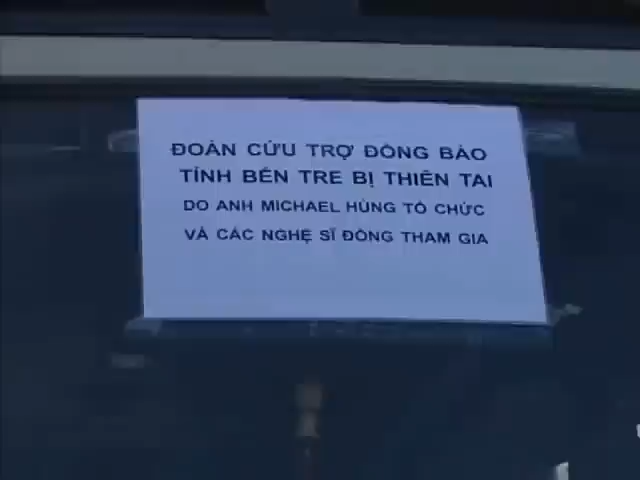 ĐOÀN CỨU TRỢ ĐỒNG BÀO
TỈNH BẾN TRE BỊ THIÊN TAI
DO ANH MICHAEL HÙNG TỔ CHỨC
VÀ CÁC NGHỆ SĨ ĐỒNG THAM GIA